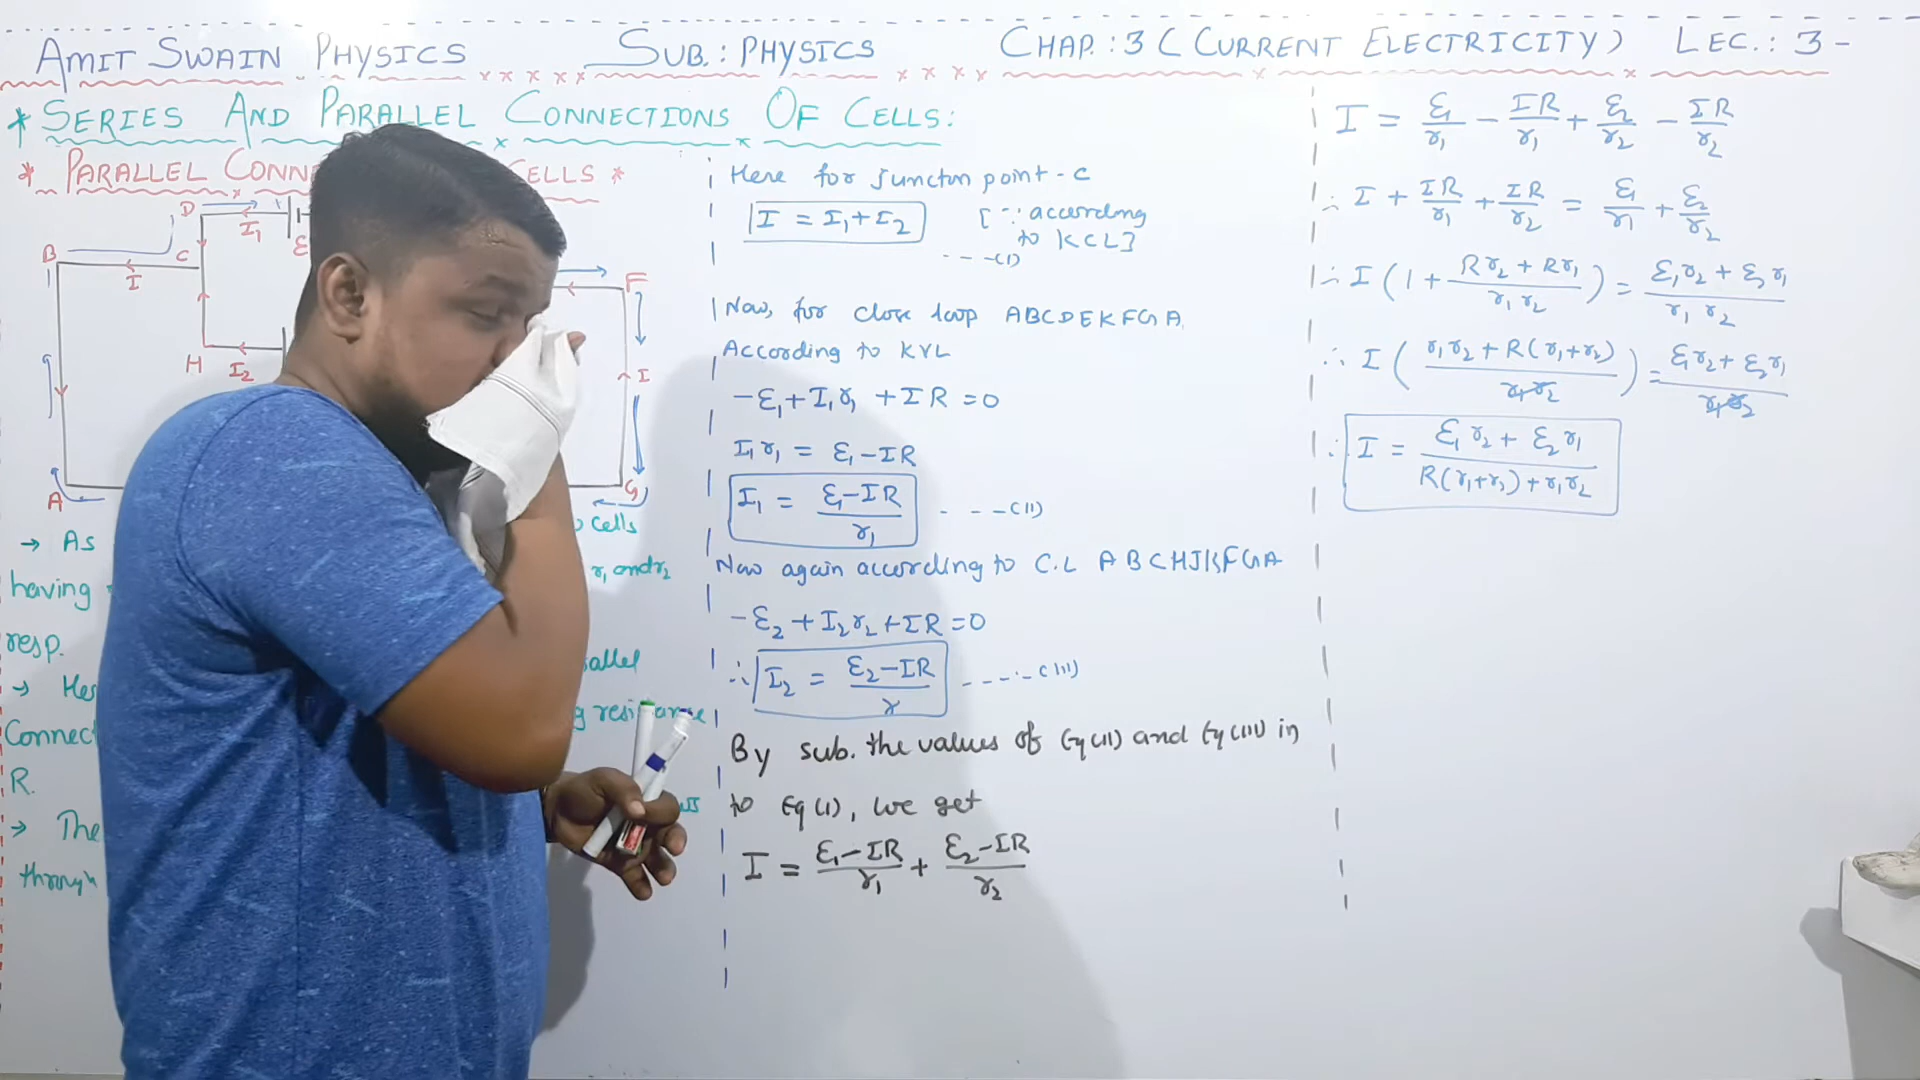 AMIT SWAIN PHYSICS SUB.: PHYSICS CHAP.: 3 ( CURRENT ELECTRICITY ) LEC.: 3 -
* SERIES AND PARALLEL CONNECTIONS OF CELLS:
* PARALLEL CONN CELLS *
D
I₁
B
C
I
F
H
I₂
I
A
G
→ As cells
having r₁ and r₂
resp.
allel
Connec g resistance
R.
→ The
through
Here for juncton point - C
I = I₁ + I₂ [∵ according
to KCL]
- - - - (I)
Now, for close loop ABCDEKFGA
According to KVL
-ε₁ + I₁r₁ + IR = 0
I₁r₁ = ε₁ - IR
I₁ = ε₁ - IR / r₁ - - - - (II)
Now again according to C.L ABCHJKFGA
-ε₂ + I₂r₂ + IR = 0
∴ I₂ = ε₂ - IR / r - - - - - (III)
By sub. the values of Eq (II) and Eq (III) in
to Eq (I), we get
I = ε₁ - IR / r₁ + ε₂ - IR / r₂
I = ε₁/r₁ - IR/r₁ + ε₂/r₂ - IR/r₂
∴ I + IR/r₁ + IR/r₂ = ε₁/r₁ + ε₂/r₂
∴ I ( 1 + Rr₂ + Rr₁ / r₁ r₂ ) = ε₁r₂ + ε₂r₁ / r₁ r₂
∴ I ( r₁r₂ + R(r₁+r₂) / r₁r₂ ) = ε₁r₂ + ε₂r₁ / r₁r₂
∴ I = ε₁r₂ + ε₂r₁ / R(r₁+r₂) + r₁r₂